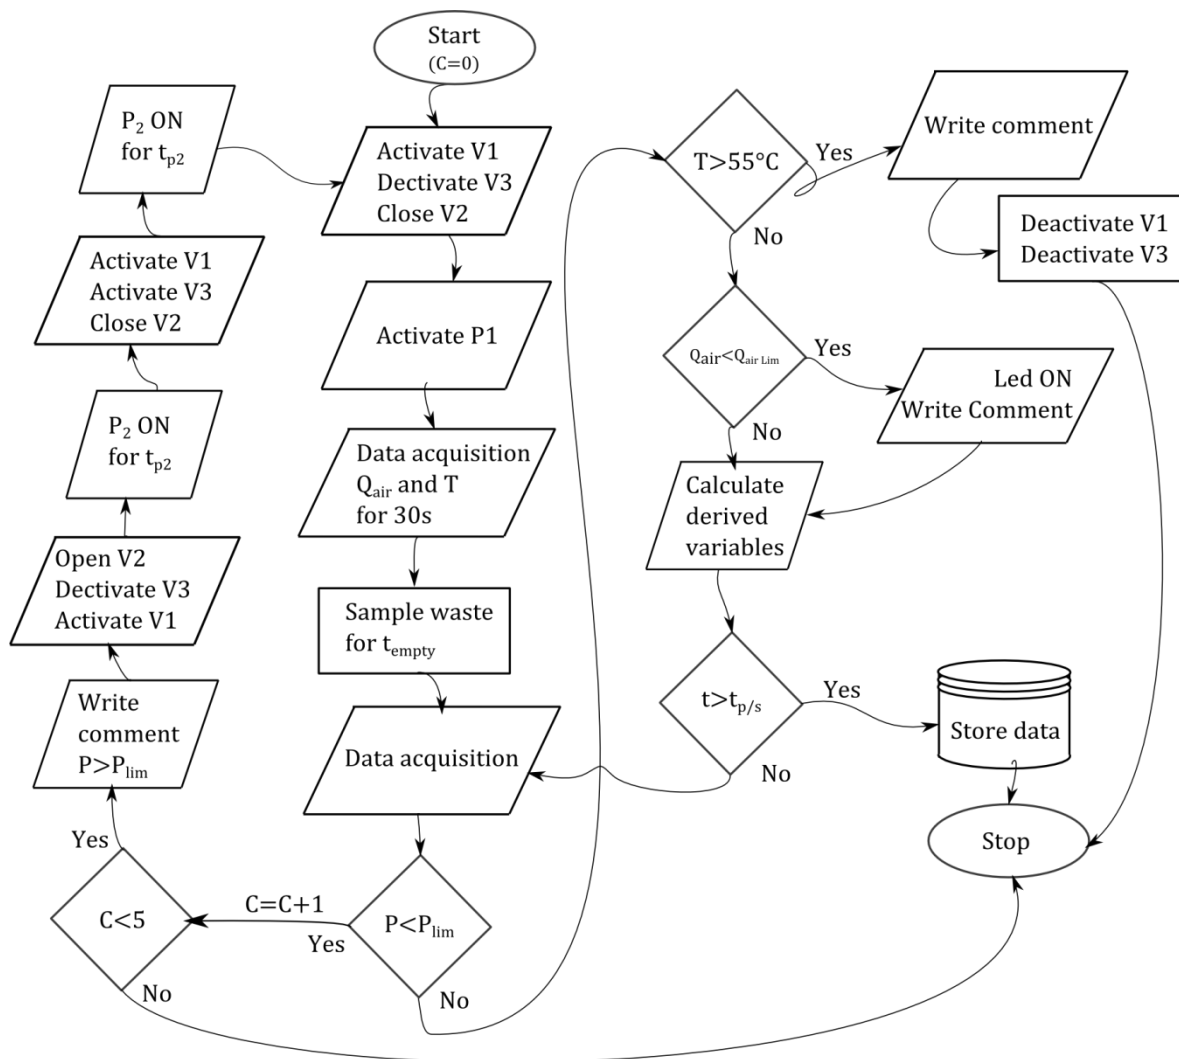 Start
(C=0)
P₂ ON
for tₚ₂
Activate V1
Dectivate V3
Close V2
T>55°C
Yes
No
Write comment
Deactivate V1
Deactivate V3
Activate V1
Activate V3
Close V2
Activate P1
Qair<Qair Lim
Yes
No
Led ON
Write Comment
P₂ ON
for tₚ₂
Data acquisition
Qair and T
for 30s
Calculate
derived
variables
Open V2
Dectivate V3
Activate V1
Sample waste
for tempty
t>tp/s
Yes
No
Store data
Write
comment
P>Plim
Data acquisition
Stop
Yes
C<5
No
C=C+1
Yes
P<Plim
No